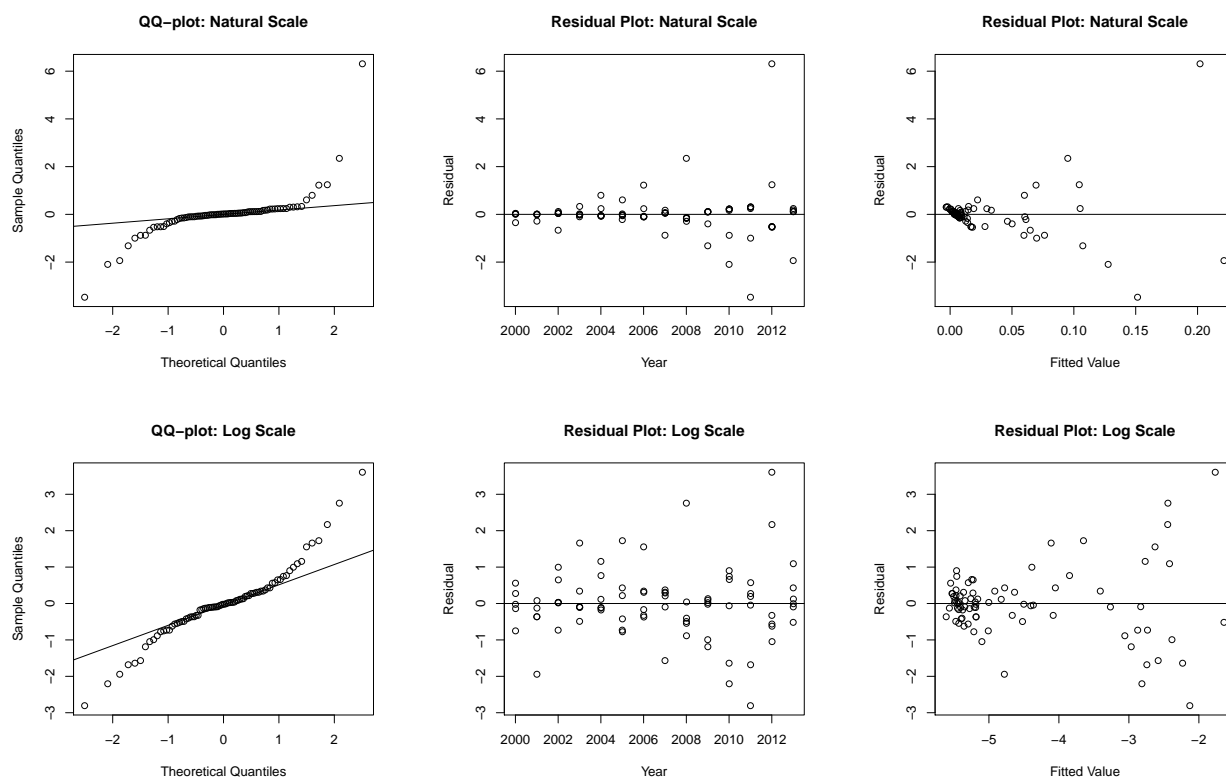 QQ−plot: Natural Scale
Sample Quantiles
6
4
2
0
−2
−2 −1 0 1 2
Theoretical Quantiles
Residual Plot: Natural Scale
Residual
6
4
2
0
−2
2000 2002 2004 2006 2008 2010 2012
Year
Residual Plot: Natural Scale
Residual
6
4
2
0
−2
0.00 0.05 0.10 0.15 0.20
Fitted Value
QQ−plot: Log Scale
Sample Quantiles
3
2
1
0
−1
−2
−3
−2 −1 0 1 2
Theoretical Quantiles
Residual Plot: Log Scale
Residual
3
2
1
0
−1
−2
−3
2000 2002 2004 2006 2008 2010 2012
Year
Residual Plot: Log Scale
Residual
3
2
1
0
−1
−2
−3
−5 −4 −3 −2
Fitted Value